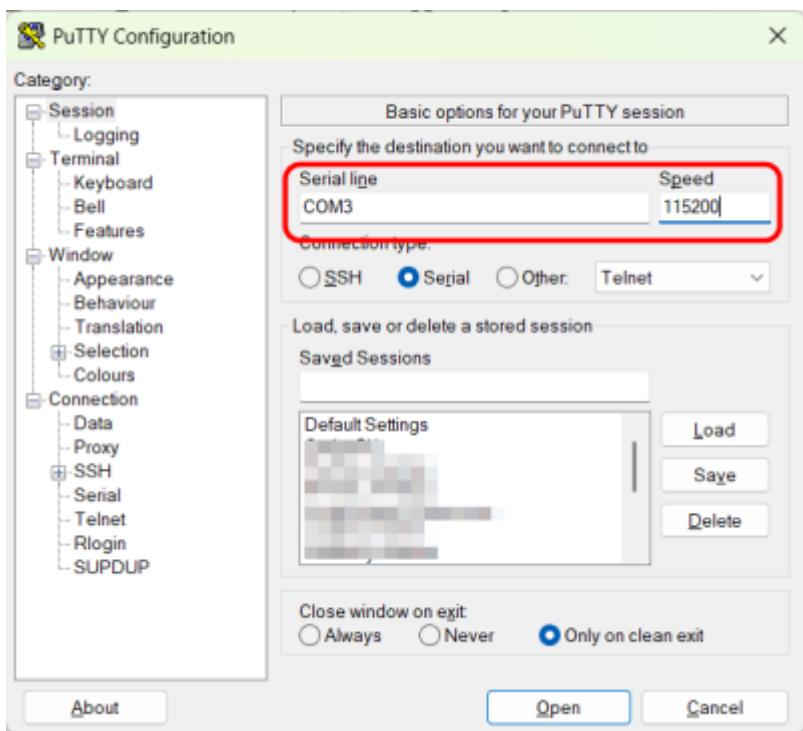 PuTTY Configuration
Category:
Session
Logging
Terminal
Keyboard
Bell
Features
Window
Appearance
Behaviour
Translation
Selection
Colours
Connection
Data
Proxy
SSH
Serial
Telnet
Rlogin
SUPDUP
Basic options for your PuTTY session
Specify the destination you want to connect to
Serial line Speed
COM3 115200
Connection type:
SSH Serial Other: Telnet
Load, save or delete a stored session
Saved Sessions
Default Settings
Load
Save
Delete
Close window on exit:
Always Never Only on clean exit
About Open Cancel